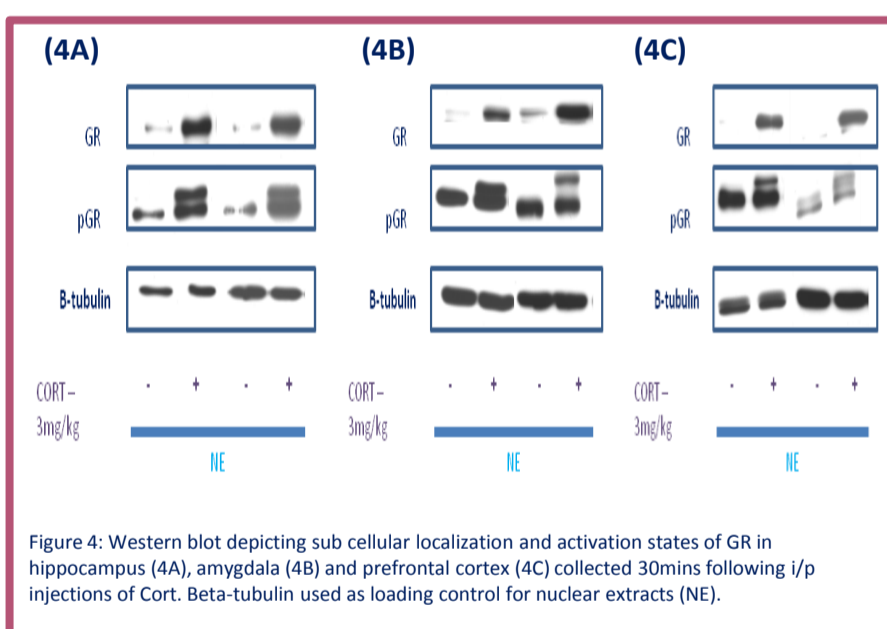 (4A) (4B) (4C)
GR GR GR
pGR pGR pGR
B-tubulin B-tubulin B-tubulin
CORT– - + - + CORT– - + - + CORT– - + - +
3mg/kg 3mg/kg 3mg/kg
NE NE NE
Figure 4: Western blot depicting sub cellular localization and activation states of GR in
hippocampus (4A), amygdala (4B) and prefrontal cortex (4C) collected 30mins following i/p
injections of Cort. Beta-tubulin used as loading control for nuclear extracts (NE).